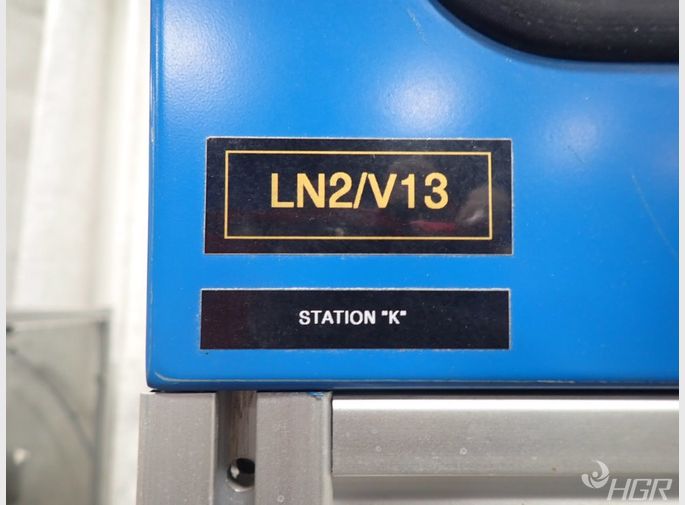 LN2/V13
STATION "K"
HGR